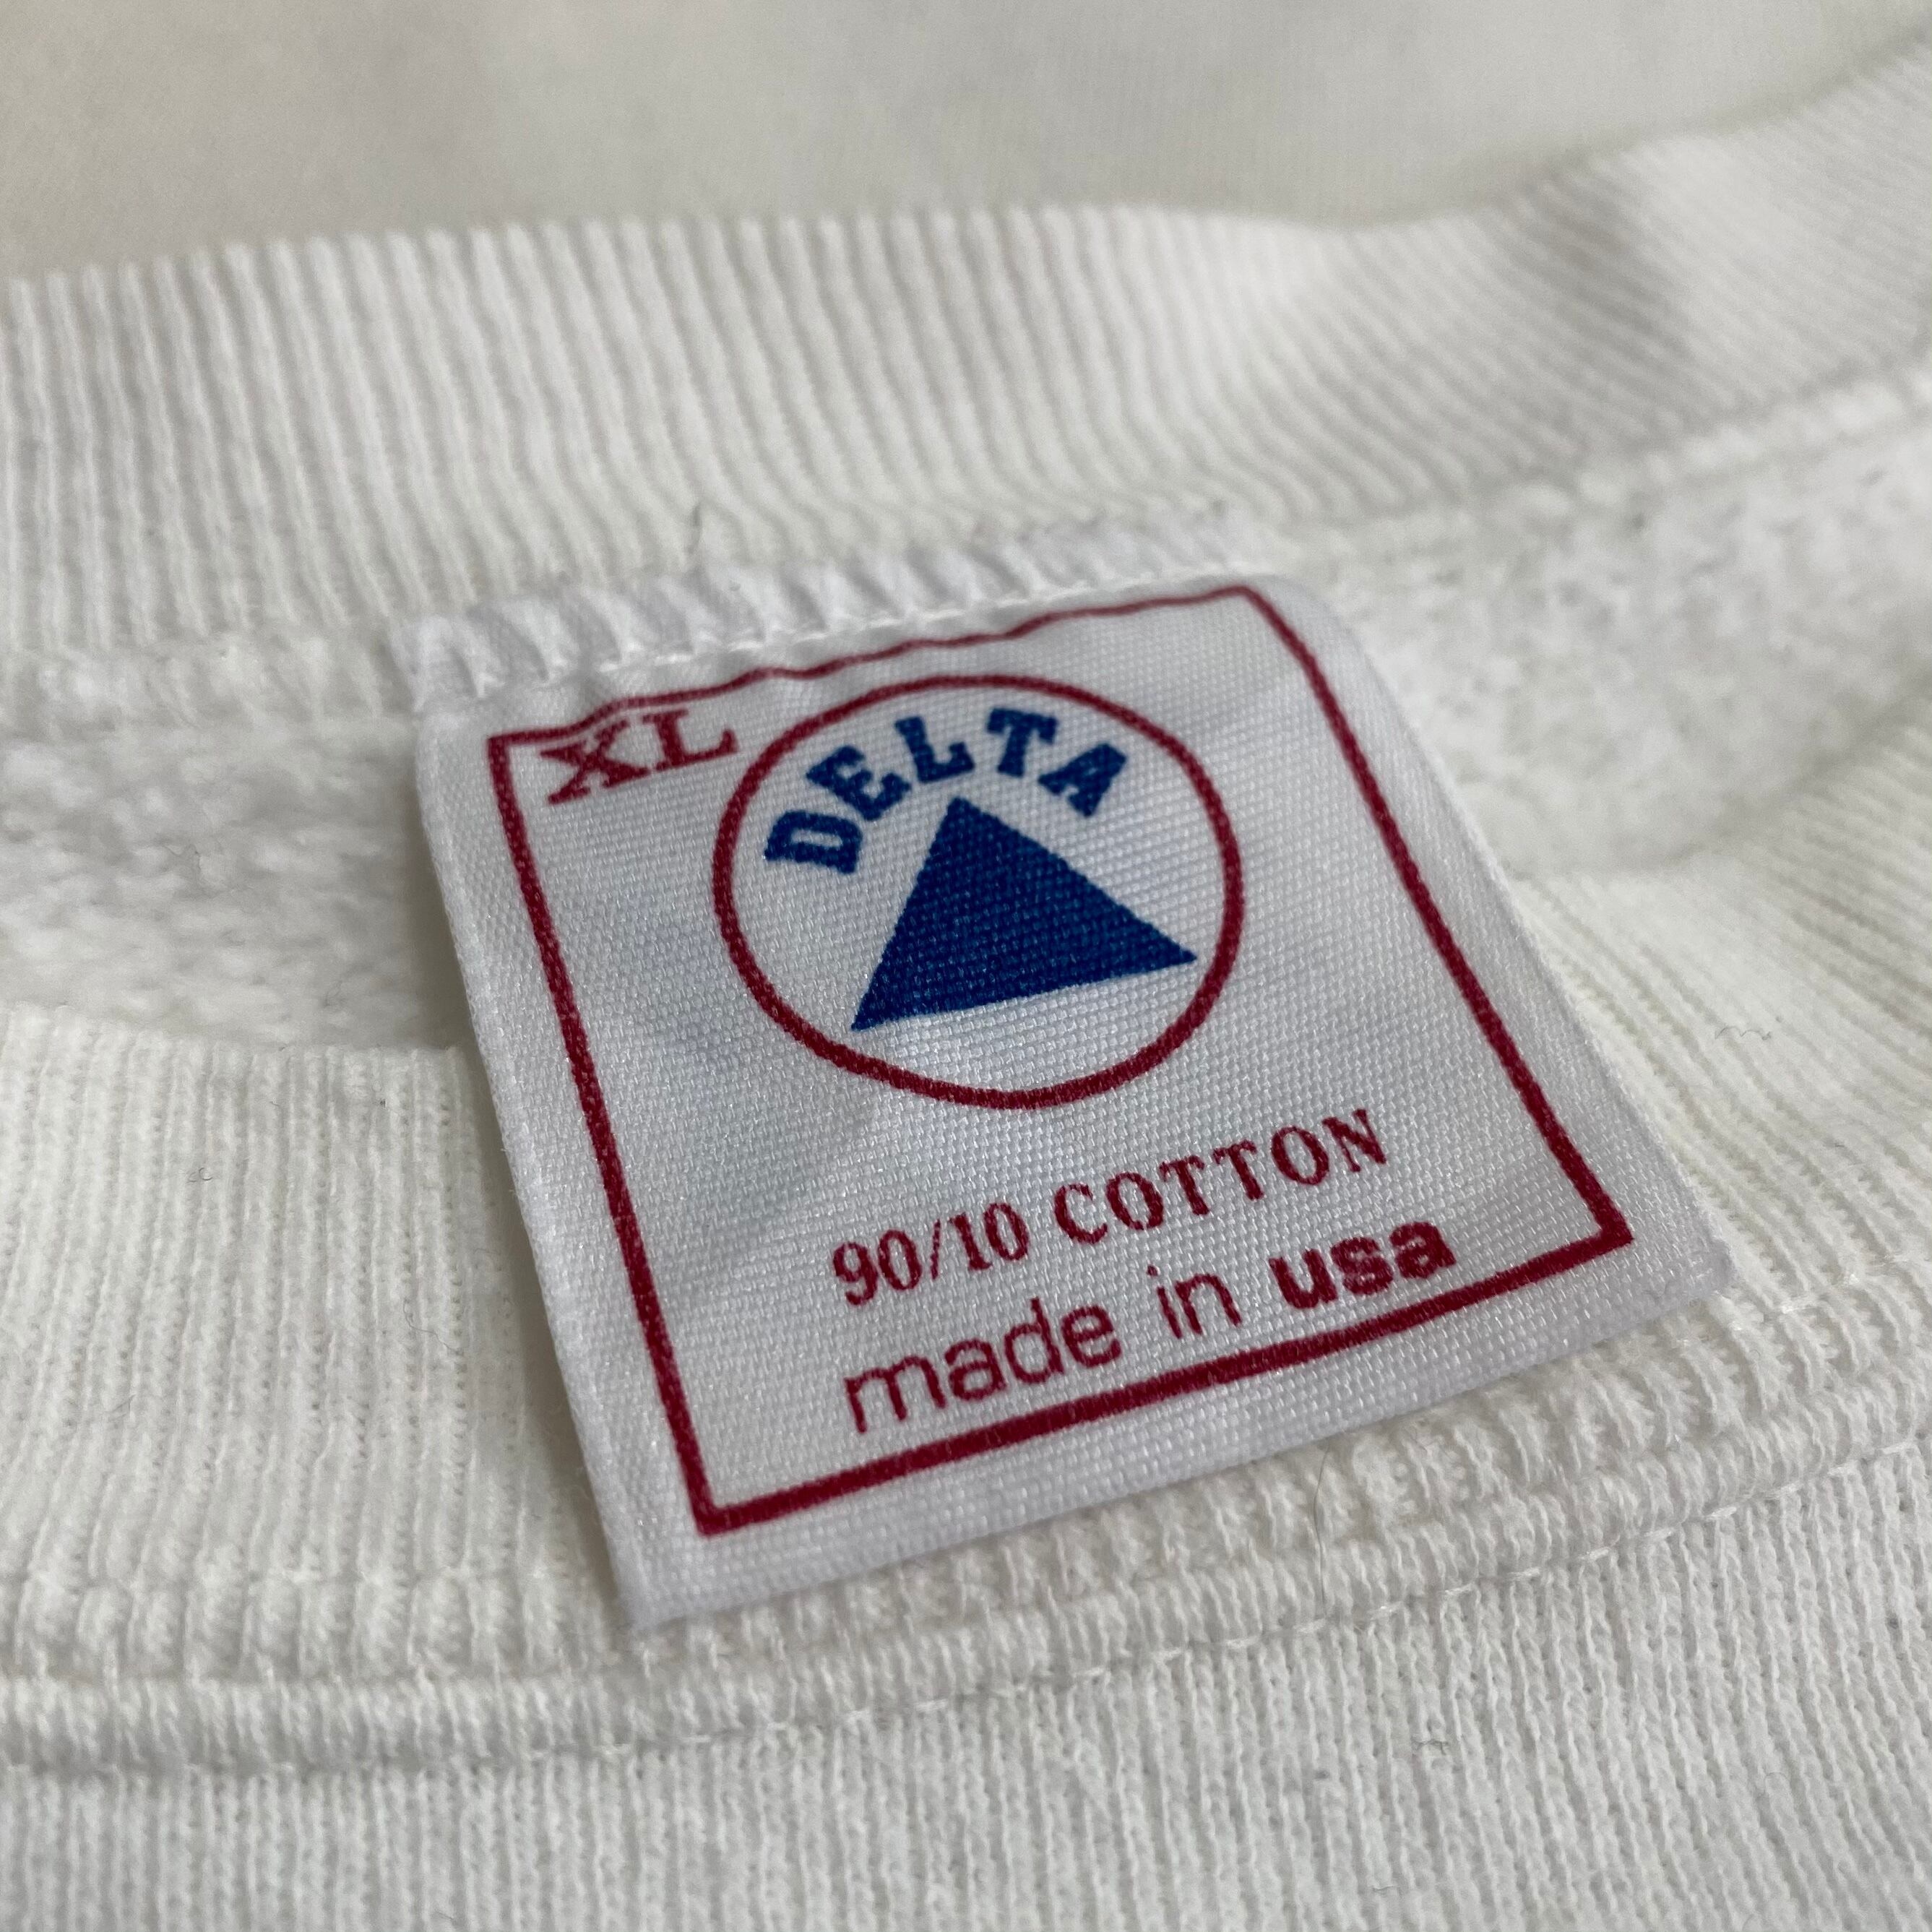 XL
DELTA
90/10 COTTON
made in usa